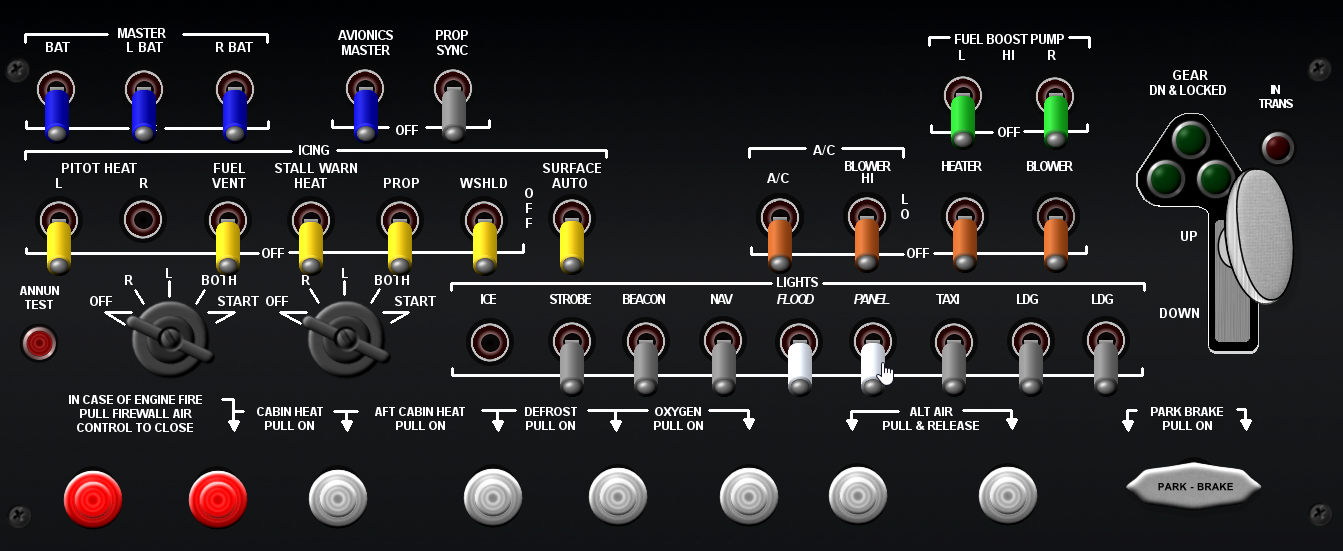 MASTER
BAT
L BAT
R BAT
AVIONICS
MASTER
PROP
SYNC
OFF
FUEL BOOST PUMP
L HI R
OFF
GEAR
DN & LOCKED
IN
TRANS
ICING
PITOT HEAT
L R
FUEL
VENT
STALL WARN
HEAT
PROP
WSHLD
OFF
SURFACE
AUTO
OFF
A/C
A/C
BLOWER
HI
LO
HEATER
BLOWER
OFF
UP
DOWN
ANNUN
TEST
OFF R L BOTH START
OFF R L BOTH START
LIGHTS
ICE STROBE BEACON NAV FLOOD PANEL TAXI LDG LDG
IN CASE OF ENGINE FIRE
PULL FIREWALL AIR
CONTROL TO CLOSE
CABIN HEAT
PULL ON
AFT CABIN HEAT
PULL ON
DEFROST
PULL ON
OXYGEN
PULL ON
ALT AIR
PULL & RELEASE
PARK BRAKE
PULL ON
PARK - BRAKE